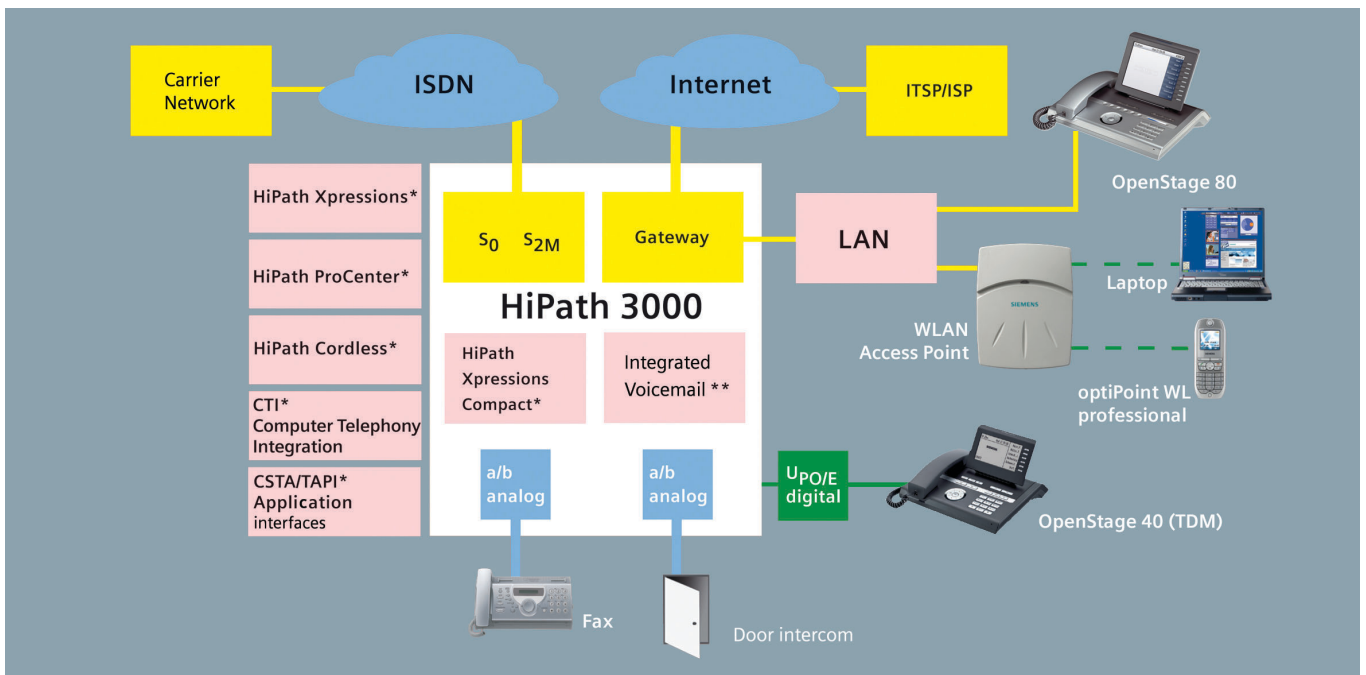 Carrier
Network
ISDN
Internet
ITSP/ISP
OpenStage 80
HiPath Xpressions*
HiPath ProCenter*
HiPath Cordless*
CTI*
Computer Telephony
Integration
CSTA/TAPI*
Application
interfaces
S0 S2M
Gateway
HiPath 3000
HiPath
Xpressions
Compact*
Integrated
Voicemail **
a/b
analog
a/b
analog
LAN
SIEMENS
WLAN
Access Point
Laptop
optiPoint WL
professional
UPO/E
digital
OpenStage 40 (TDM)
Fax
Door intercom